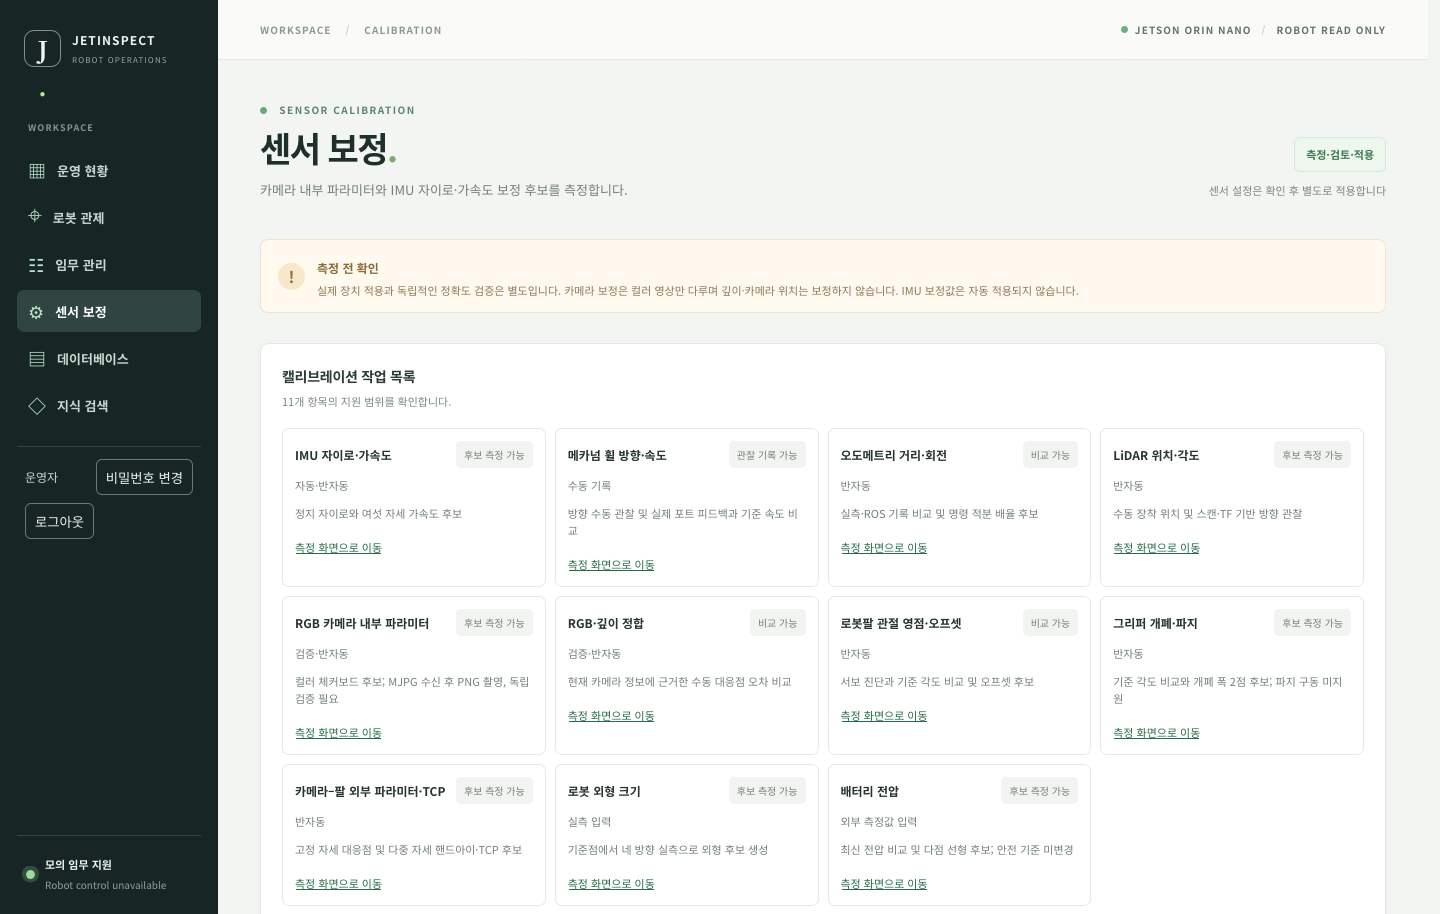 J
JETINSPECT
ROBOT OPERATIONS
WORKSPACE
운영 현황
로봇 관제
임무 관리
센서 보정
데이터베이스
지식 검색
운영자
비밀번호 변경
로그아웃
모의 임무 지원
Robot control unavailable
WORKSPACE / CALIBRATION
JETSON ORIN NANO / ROBOT READ ONLY
SENSOR CALIBRATION
센서 보정.
카메라 내부 파라미터와 IMU 자이로·가속도 보정 후보를 측정합니다.
측정·검토·적용
센서 설정은 확인 후 별도로 적용합니다
!
측정 전 확인
실제 장치 적용과 독립적인 정확도 검증은 별도입니다. 카메라 보정은 컬러 영상만 다루며 깊이·카메라 위치는 보정하지 않습니다. IMU 보정값은 자동 적용되지 않습니다.
캘리브레이션 작업 목록
11개 항목의 지원 범위를 확인합니다.
IMU 자이로·가속도
후보 측정 가능
자동·반자동
정지 자이로와 여섯 자세 가속도 후보
측정 화면으로 이동
메카넘 휠 방향·속도
관찰 기록 가능
수동 기록
방향 수동 관찰 및 실제 포트 피드백과 기준 속도 비
교
측정 화면으로 이동
오도메트리 거리·회전
비교 가능
반자동
실측·ROS 기록 비교 및 명령 적분 배율 후보
측정 화면으로 이동
LiDAR 위치·각도
후보 측정 가능
반자동
수동 장착 위치 및 스캔·TF 기반 방향 관찰
측정 화면으로 이동
RGB 카메라 내부 파라미터
후보 측정 가능
검증·반자동
컬러 체커보드 후보; MJPG 수신 후 PNG 촬영, 독립
검증 필요
측정 화면으로 이동
RGB·깊이 정합
비교 가능
검증·반자동
현재 카메라 정보에 근거한 수동 대응점 오차 비교
측정 화면으로 이동
로봇팔 관절 영점·오프셋
비교 가능
반자동
서보 진단과 기준 각도 비교 및 오프셋 후보
측정 화면으로 이동
그리퍼 개폐·파지
후보 측정 가능
반자동
기준 각도 비교와 개폐 폭 2점 후보; 파지 구동 미지
원
측정 화면으로 이동
카메라–팔 외부 파라미터·TCP
후보 측정 가능
반자동
고정 자세 대응점 및 다중 자세 핸드아이·TCP 후보
측정 화면으로 이동
로봇 외형 크기
후보 측정 가능
실측 입력
기준점에서 네 방향 실측으로 외형 후보 생성
측정 화면으로 이동
배터리 전압
후보 측정 가능
외부 측정값 입력
최신 전압 비교 및 다점 선형 후보; 안전 기준 미변경
측정 화면으로 이동